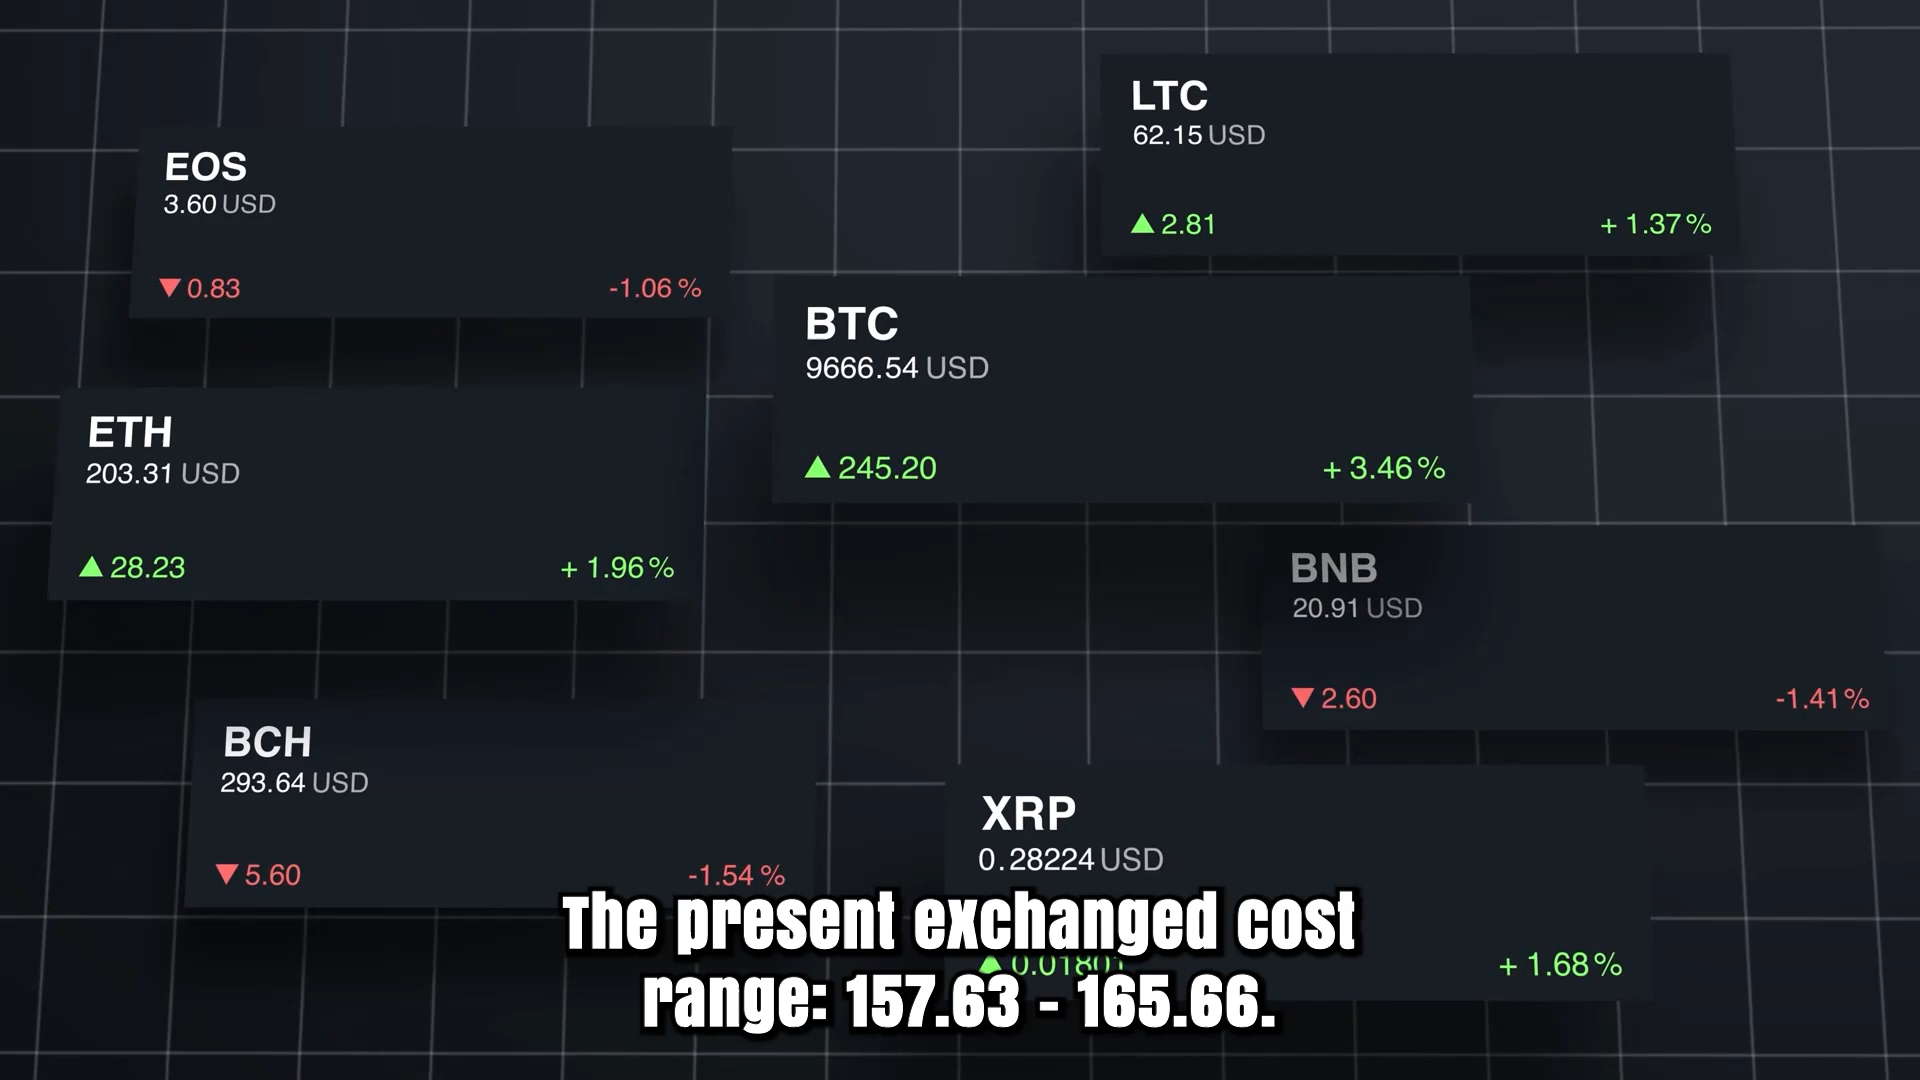 LTC
62.15 USD
▲ 2.81 + 1.37%
EOS
3.60 USD
▼ 0.83 -1.06 %
BTC
9666.54 USD
▲ 245.20 + 3.46%
ETH
203.31 USD
▲ 28.23 + 1.96%
BNB
20.91 USD
▼ 2.60 -1.41%
BCH
293.64 USD
▼ 5.60 -1.54 %
XRP
0.28224 USD
▲ 0.01801 + 1.68%
The present exchanged cost
range: 157.63 - 165.66.